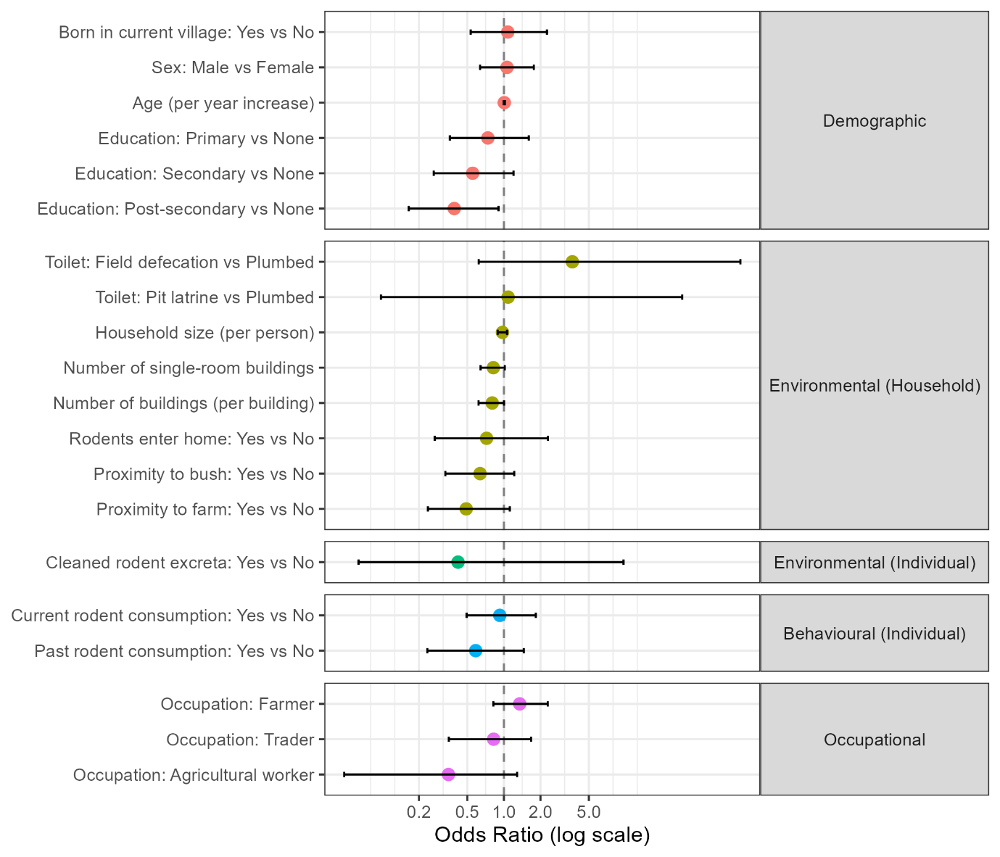 Born in current village: Yes vs No
Sex: Male vs Female
Age (per year increase)
Education: Primary vs None
Education: Secondary vs None
Education: Post-secondary vs None
Demographic
Toilet: Field defecation vs Plumbed
Toilet: Pit latrine vs Plumbed
Household size (per person)
Number of single-room buildings
Number of buildings (per building)
Rodents enter home: Yes vs No
Proximity to bush: Yes vs No
Proximity to farm: Yes vs No
Environmental (Household)
Cleaned rodent excreta: Yes vs No
Environmental (Individual)
Current rodent consumption: Yes vs No
Past rodent consumption: Yes vs No
Behavioural (Individual)
Occupation: Farmer
Occupation: Trader
Occupation: Agricultural worker
Occupational
0.2 0.5 1.0 2.0 5.0
Odds Ratio (log scale)